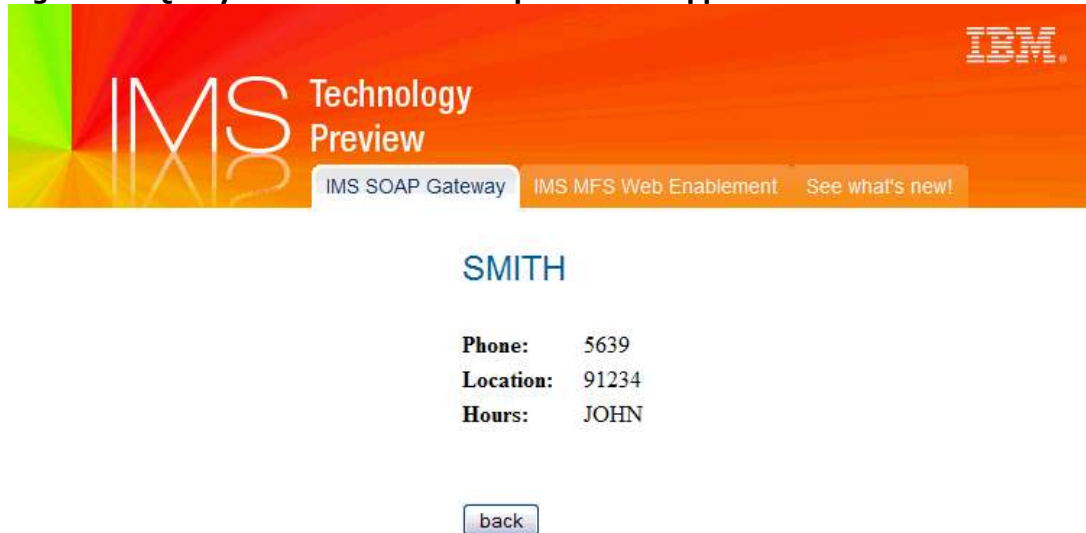 IBM.
IMS Technology
Preview
IMS SOAP Gateway IMS MFS Web Enablement See what's new!
SMITH
Phone: 5639
Location: 91234
Hours: JOHN
back